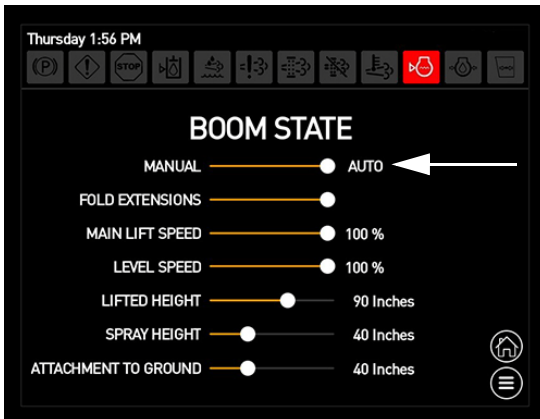 Thursday 1:56 PM
(P) STOP
BOOM STATE
MANUAL AUTO
FOLD EXTENSIONS
MAIN LIFT SPEED 100 %
LEVEL SPEED 100 %
LIFTED HEIGHT 90 Inches
SPRAY HEIGHT 40 Inches
ATTACHMENT TO GROUND 40 Inches